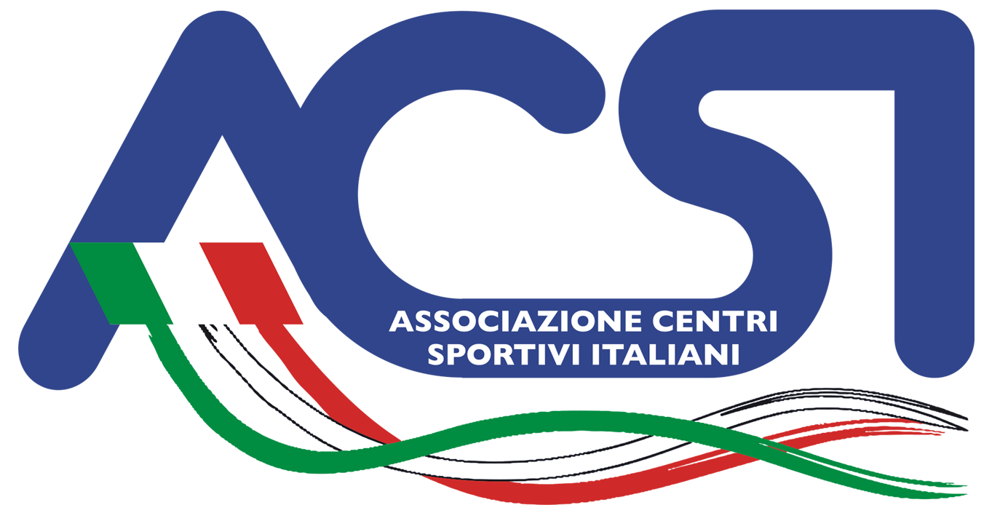 ACSI
ASSOCIAZIONE CENTRI
SPORTIVI ITALIANI